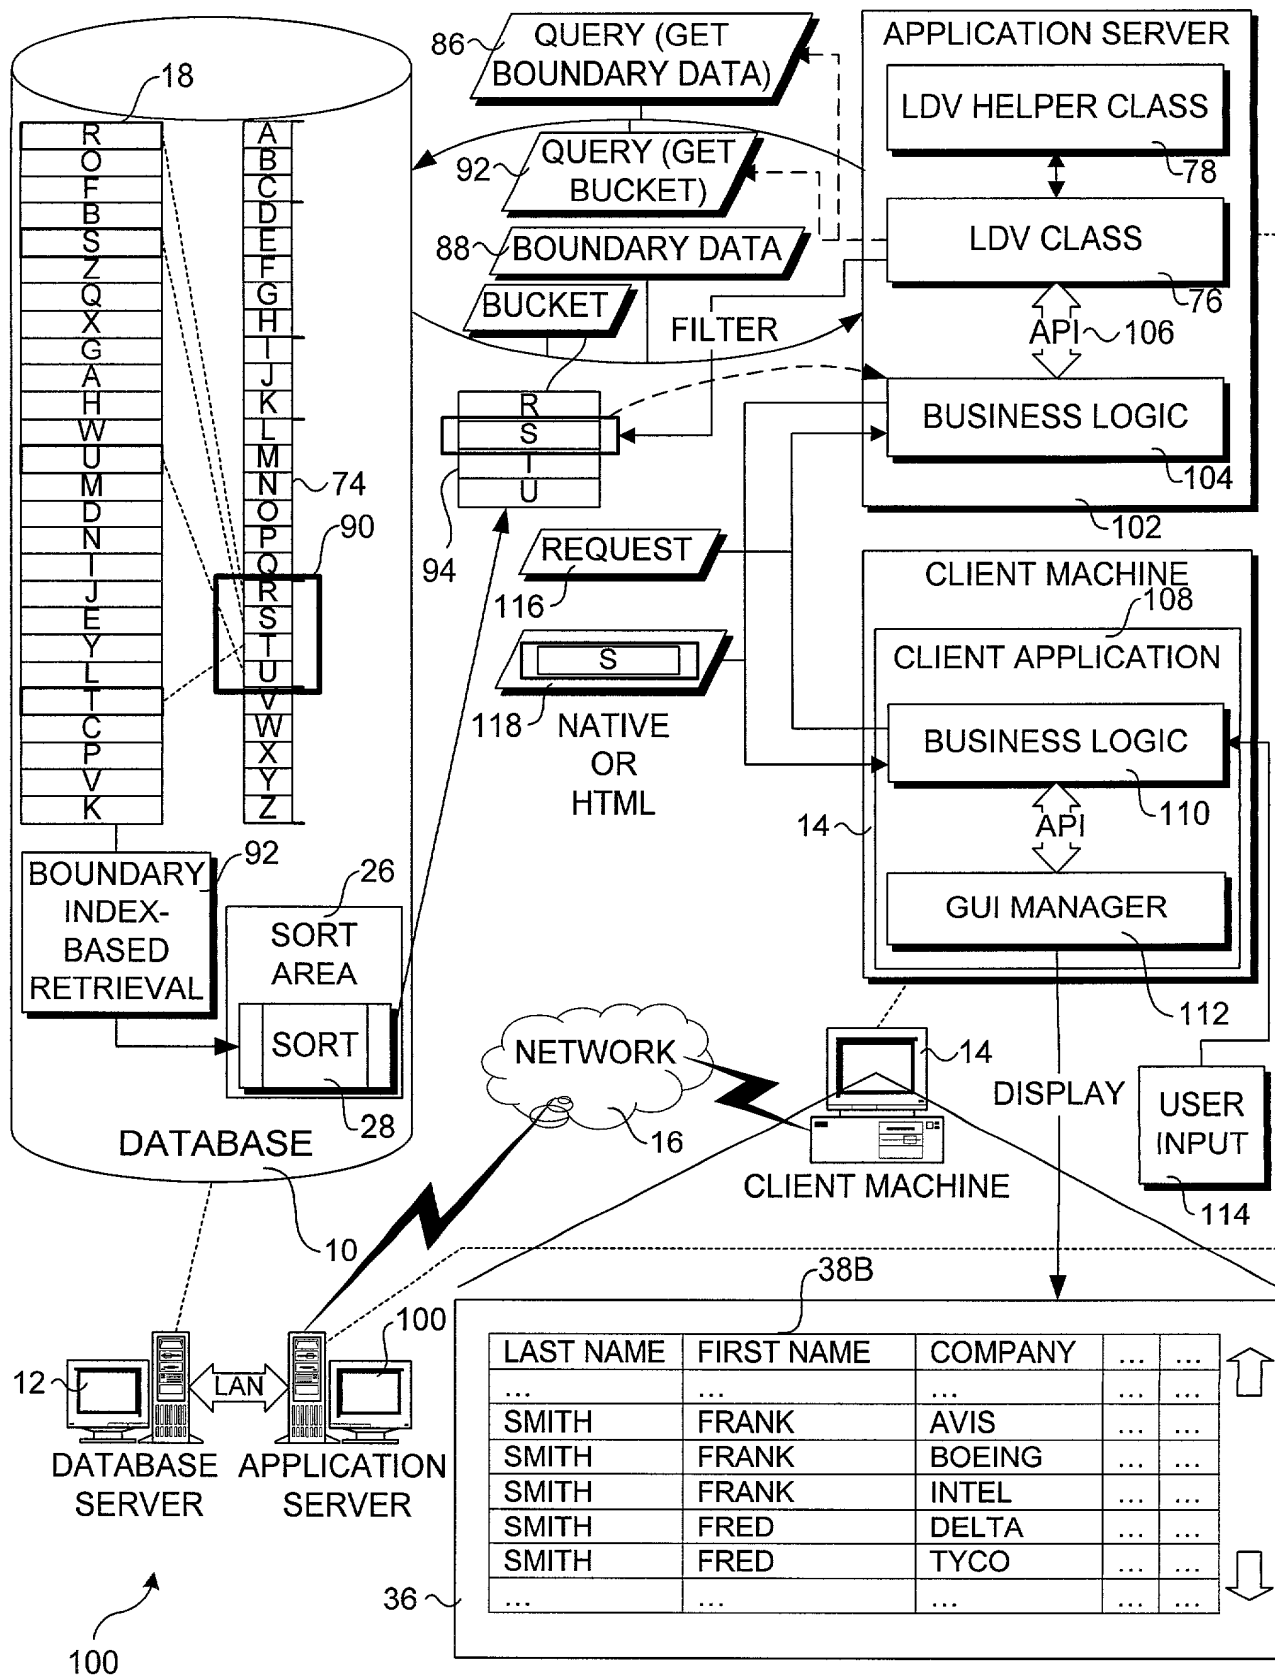 18
R
O
F
B
S
Z
Q
X
G
A
H
W
U
M
D
N
I
J
E
Y
L
T
C
P
V
K
A
B
C
D
E
F
G
H
I
J
K
L
M
N
O
P
Q
R
S
T
U
V
W
X
Y
Z
74
90
BOUNDARY
INDEX-
BASED
RETRIEVAL
92
26
SORT
AREA
SORT
28
DATABASE
10
86
QUERY (GET
BOUNDARY DATA)
92
QUERY (GET
BUCKET)
88
BOUNDARY DATA
BUCKET
FILTER
R
S
T
U
94
REQUEST
116
S
118
NATIVE
OR
HTML
APPLICATION SERVER
LDV HELPER CLASS
78
LDV CLASS
76
API
106
BUSINESS LOGIC
104
102
CLIENT MACHINE
108
CLIENT APPLICATION
BUSINESS LOGIC
110
14
API
GUI MANAGER
112
NETWORK
16
14
CLIENT MACHINE
DISPLAY
USER
INPUT
114
12
LAN
100
DATABASE
SERVER
APPLICATION
SERVER
100
38B
LAST NAME FIRST NAME COMPANY ... ...
... ... ... 
SMITH FRANK AVIS ... ...
SMITH FRANK BOEING ... ...
SMITH FRANK INTEL ... ...
SMITH FRED DELTA ... ...
SMITH FRED TYCO ... ...
... ... ... ... ...
36